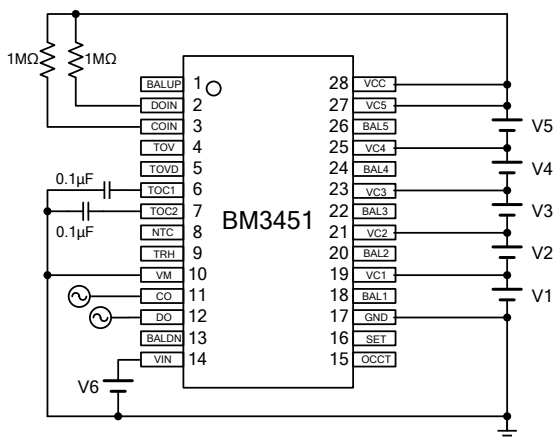 1MΩ 1MΩ
0.1μF
0.1μF
BALUP 1
DOIN 2
COIN 3
TOV 4
TOVD 5
TOC1 6
TOC2 7
NTC 8
TRH 9
VM 10
CO 11
DO 12
BALDN 13
VIN 14
V6
BM3451
28 VCC
27 VC5
26 BAL5
25 VC4
24 BAL4
23 VC3
22 BAL3
21 VC2
20 BAL2
19 VC1
18 BAL1
17 GND
16 SET
15 OCCT
V5
V4
V3
V2
V1